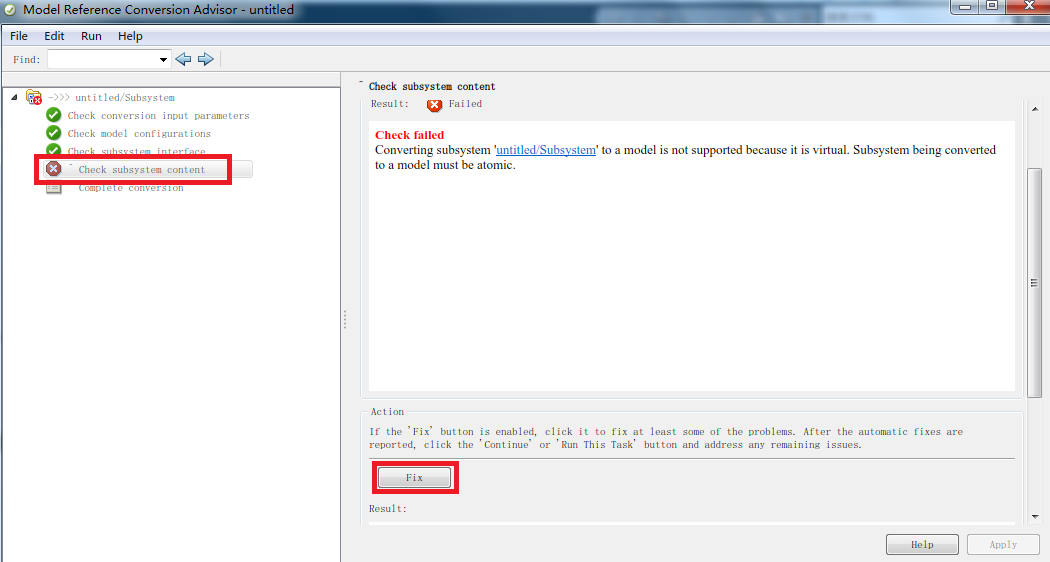 Model Reference Conversion Advisor - untitled
File Edit Run Help
Find:
->>> untitled/Subsystem
Check conversion input parameters
Check model configurations
Check subsystem interface
^Check subsystem content
^Complete conversion
^Check subsystem content
Result: Failed
Check failed
Converting subsystem 'untitled/Subsystem' to a model is not supported because it is virtual. Subsystem being converted
to a model must be atomic.
Action
If the 'Fix' button is enabled, click it to fix at least some of the problems. After the automatic fixes are
reported, click the 'Continue' or 'Run This Task' button and address any remaining issues.
Fix
Result:
Help Apply